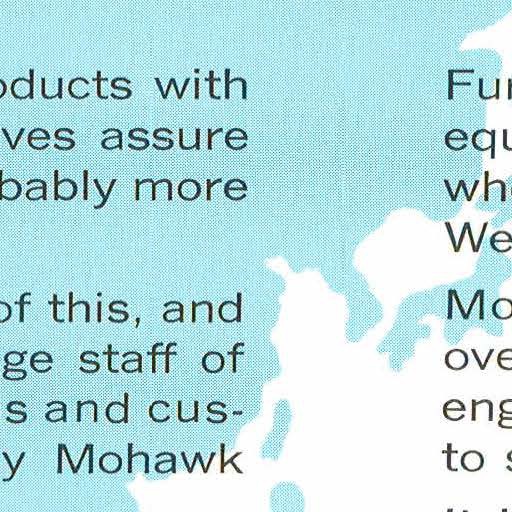 oducts with
ves assure
bably more
of this, and
ge staff of
s and cus-
y Mohawk
Fur
equ
who
We
Mo
ove
eng
to s